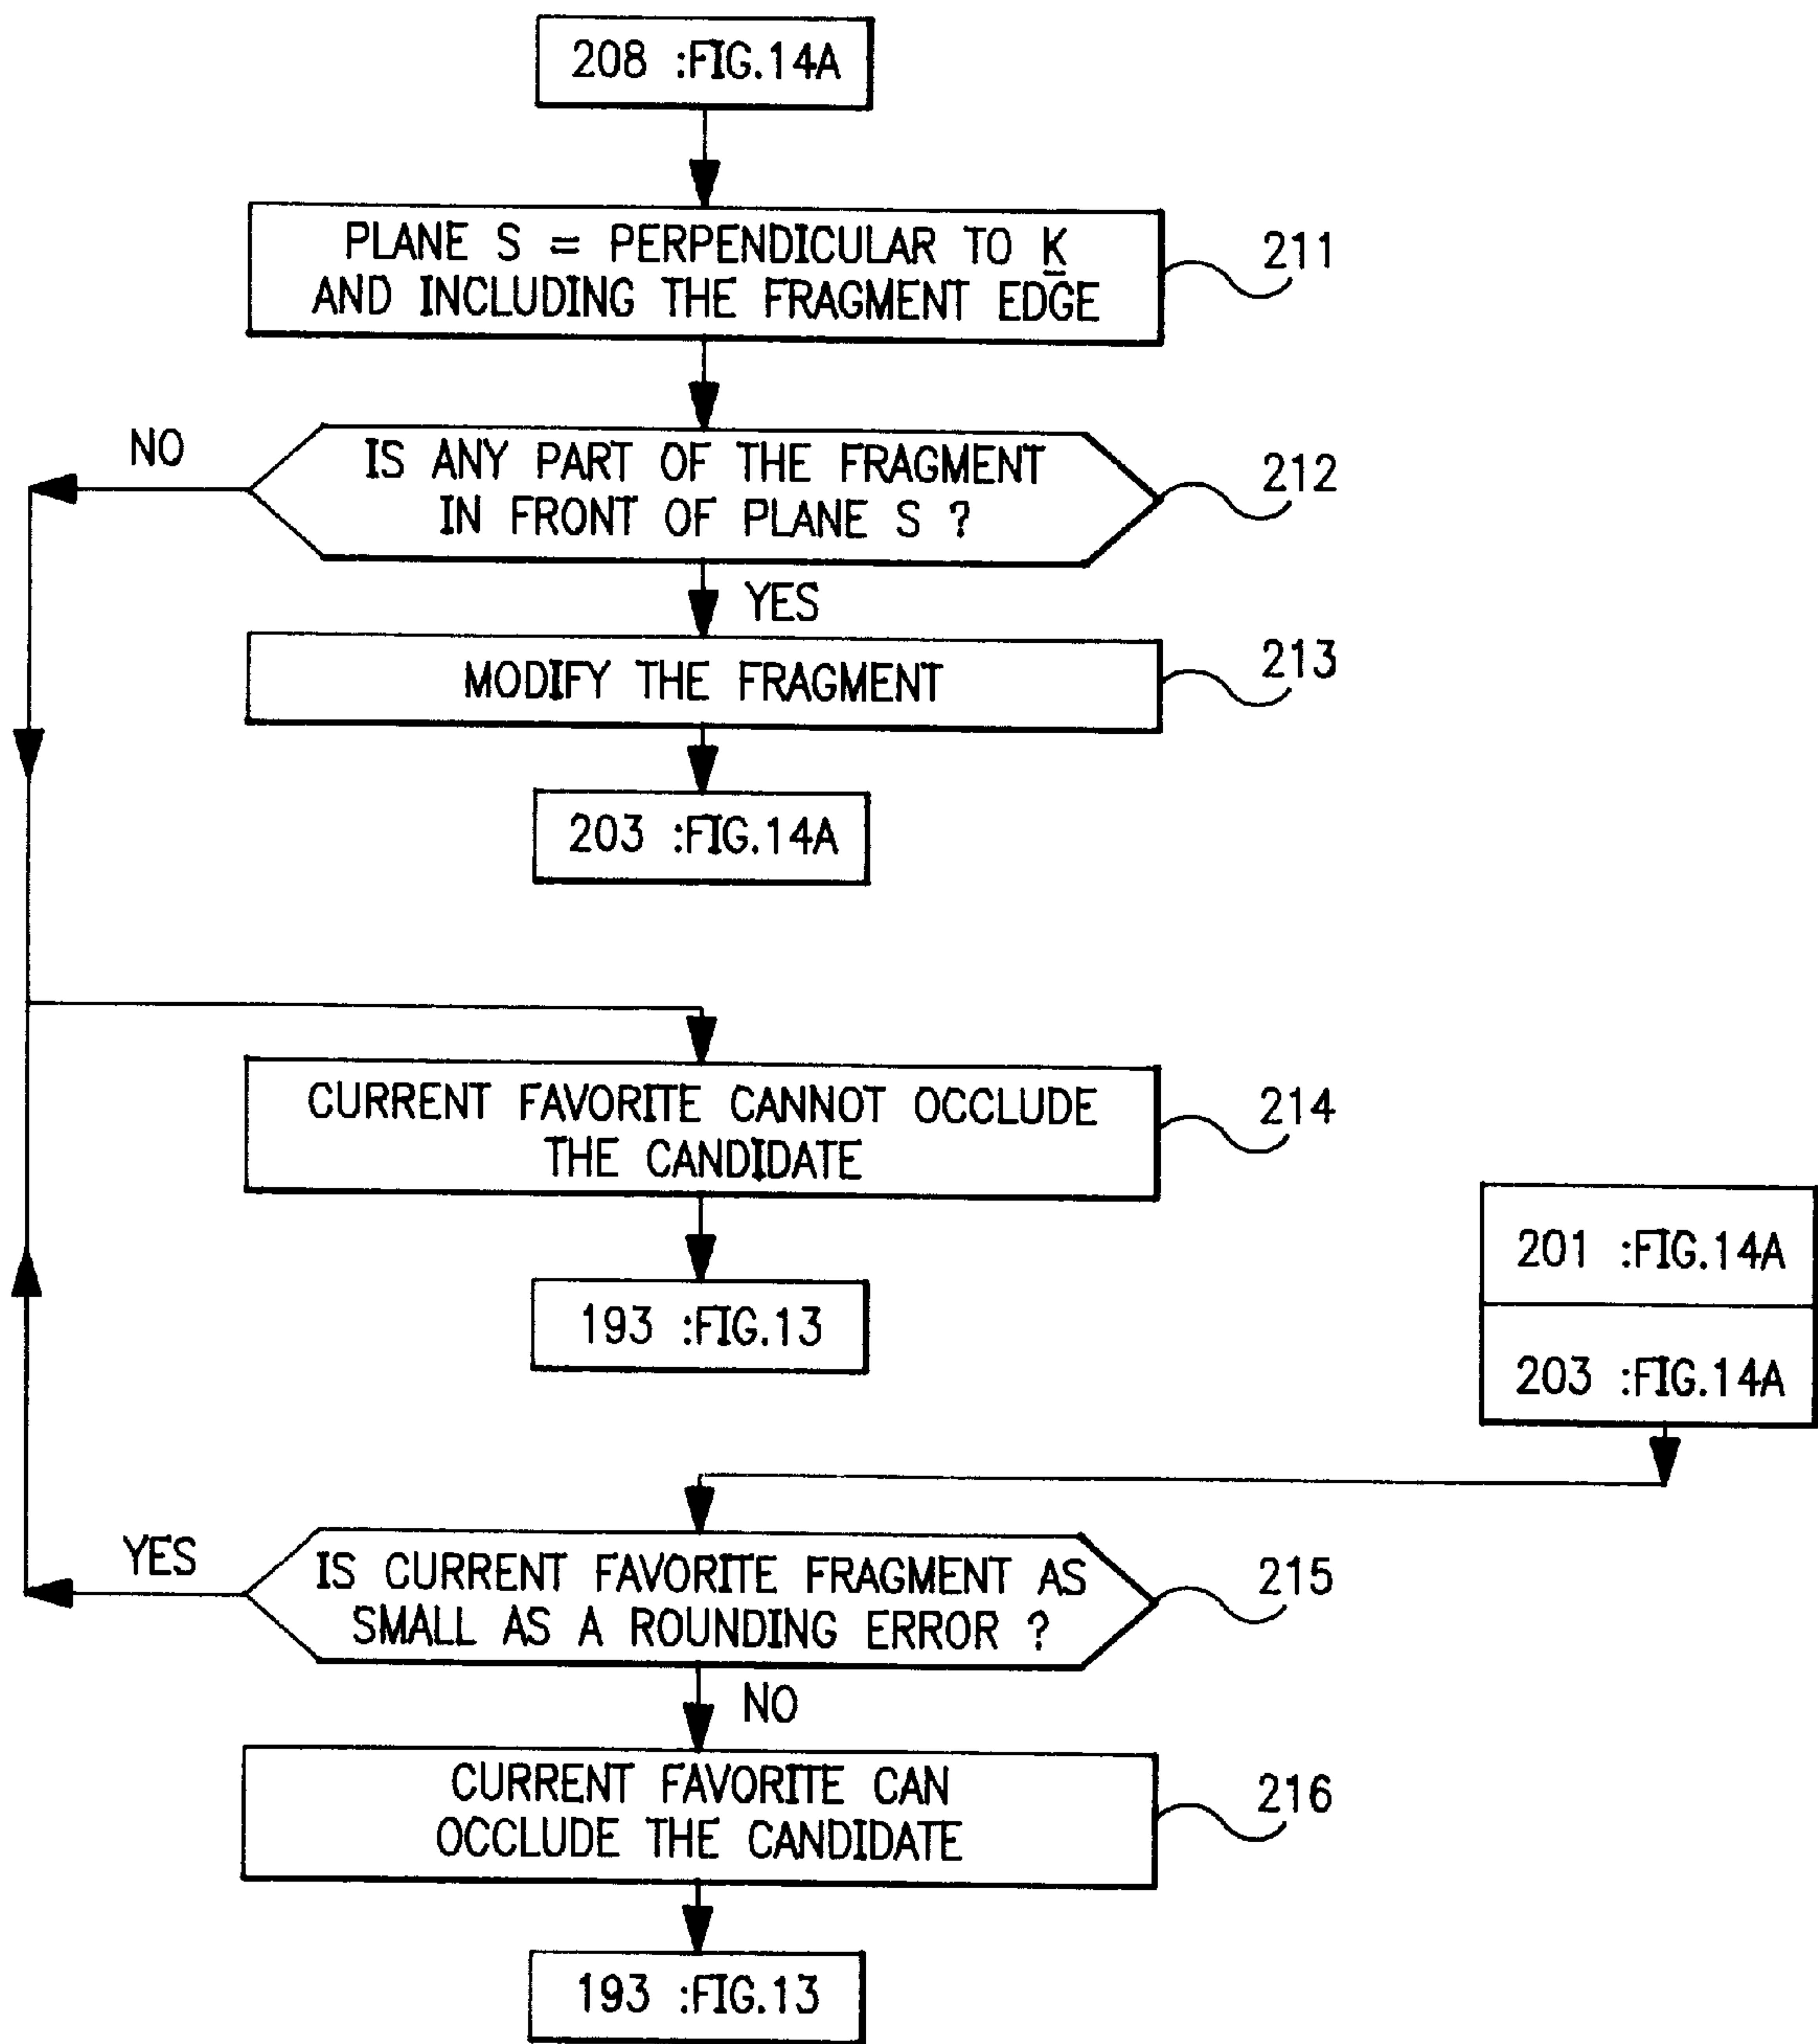 208 :FIG.14A
PLANE S = PERPENDICULAR TO K
AND INCLUDING THE FRAGMENT EDGE
211
NO
IS ANY PART OF THE FRAGMENT
IN FRONT OF PLANE S ?
212
YES
MODIFY THE FRAGMENT
213
203 :FIG.14A
CURRENT FAVORITE CANNOT OCCLUDE
THE CANDIDATE
214
201 :FIG.14A
193 :FIG.13
203 :FIG.14A
YES
IS CURRENT FAVORITE FRAGMENT AS
SMALL AS A ROUNDING ERROR ?
215
NO
CURRENT FAVORITE CAN
OCCLUDE THE CANDIDATE
216
193 :FIG.13